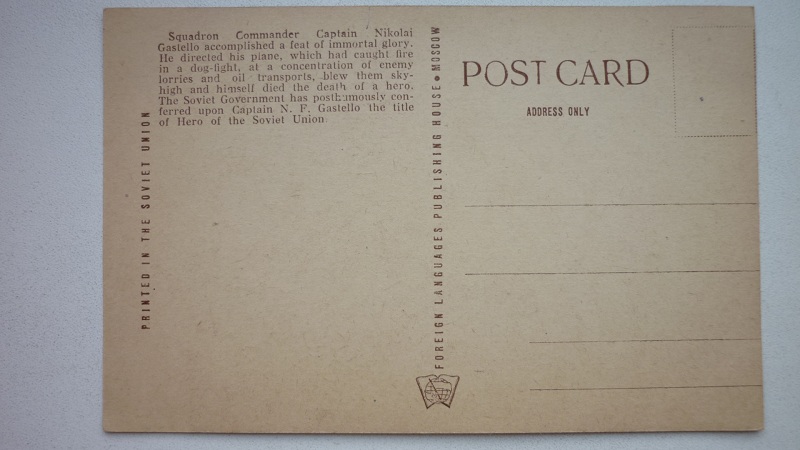 Squadron Commander Captain Nikolai
Gastello accomplished a feat of immortal glory.
He directed his plane, which had caught fire
in a dog-fight, at a concentration of enemy
lorries and oil transports, blew them sky-
high and himself died the death of a hero.
The Soviet Government has posthumously con-
ferred upon Captain N. F. Gastello the title
of Hero of the Soviet Union.
PRINTED IN THE SOVIET UNION
FOREIGN LANGUAGES PUBLISHING HOUSE • MOSCOW
POST CARD
ADDRESS ONLY